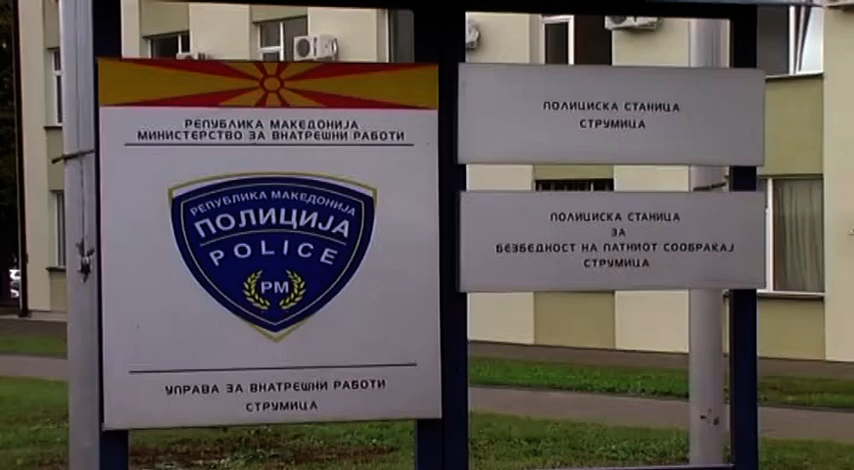 РЕПУБЛИКА МАКЕДОНИЈА
МИНИСТЕРСТВО ЗА ВНАТРЕШНИ РАБОТИ
РЕПУБЛИКА МАКЕДОНИЈА
ПОЛИЦИЈА
POLICE
РМ
УПРАВА ЗА ВНАТРЕШНИ РАБОТИ
СТРУМИЦА
ПОЛИЦИСКА СТАНИЦА
СТРУМИЦА
ПОЛИЦИСКА СТАНИЦА
ЗА
БЕЗБЕДНОСТ НА ПАТНИОТ СООБРАЌАЈ
СТРУМИЦА